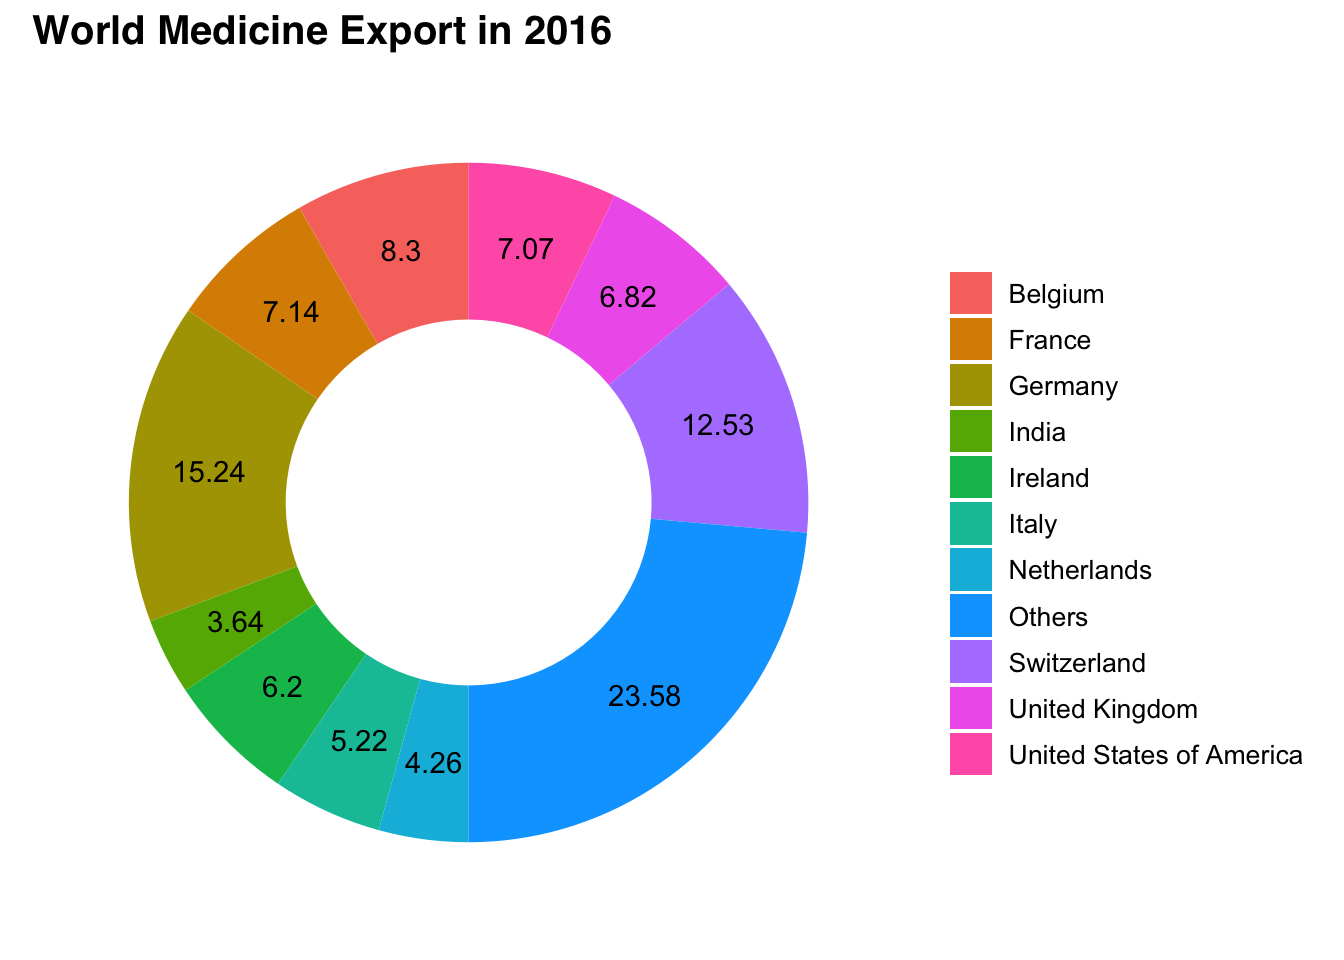 World Medicine Export in 2016
8.3
7.07
7.14
6.82
12.53
15.24
3.64
6.2
5.22
4.26
23.58
Belgium
France
Germany
India
Ireland
Italy
Netherlands
Others
Switzerland
United Kingdom
United States of America